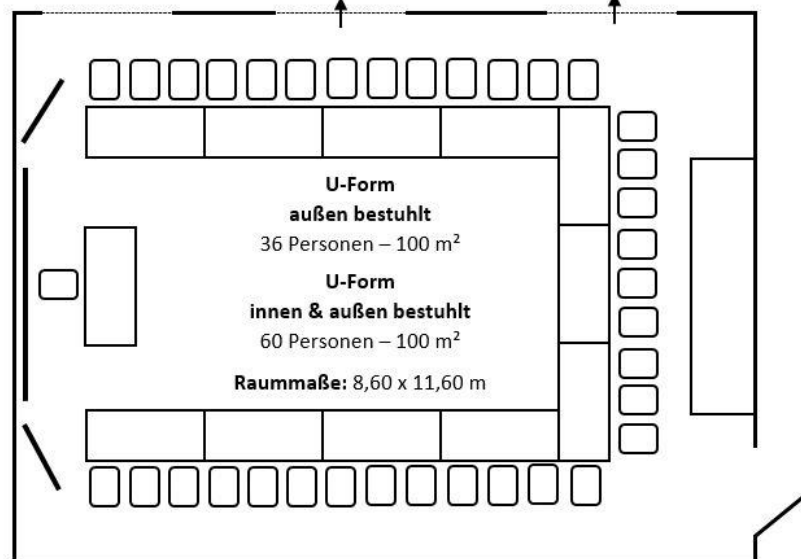 U-Form
außen bestuhlt
36 Personen – 100 m²
U-Form
innen & außen bestuhlt
60 Personen – 100 m²
Raummaße: 8,60 x 11,60 m